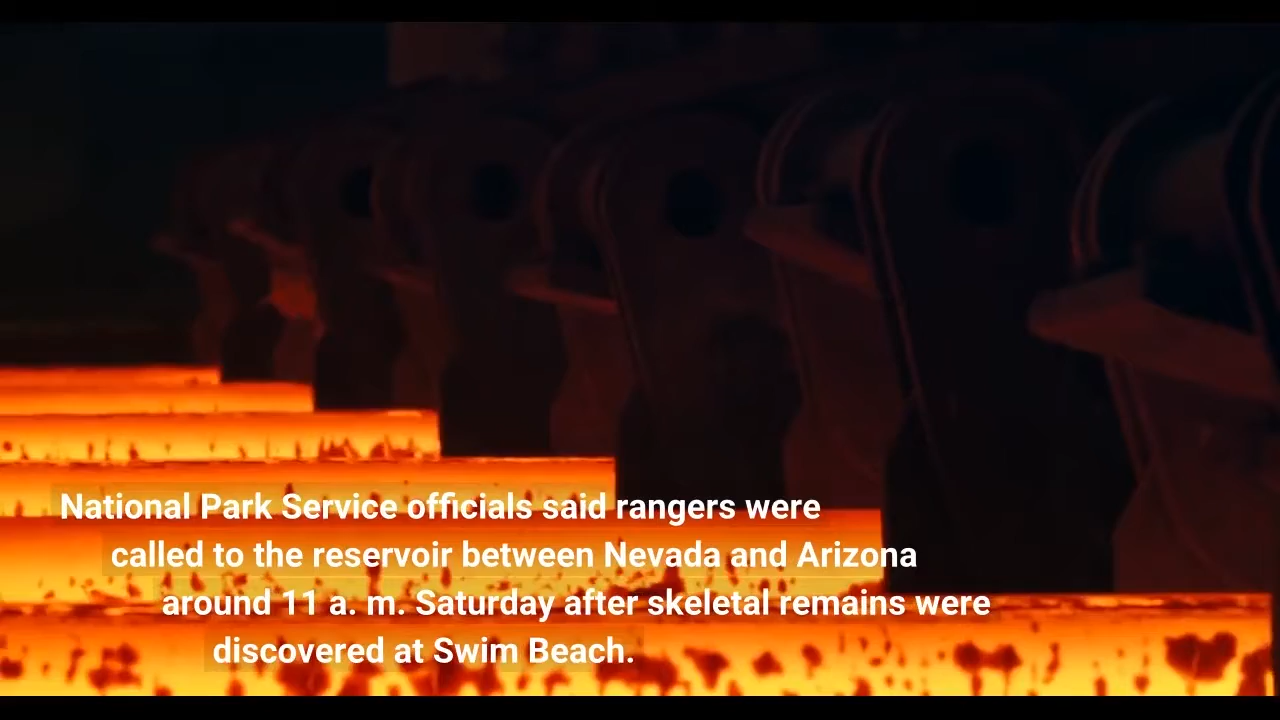 National Park Service officials said rangers were
called to the reservoir between Nevada and Arizona
around 11 a. m. Saturday after skeletal remains were
discovered at Swim Beach.